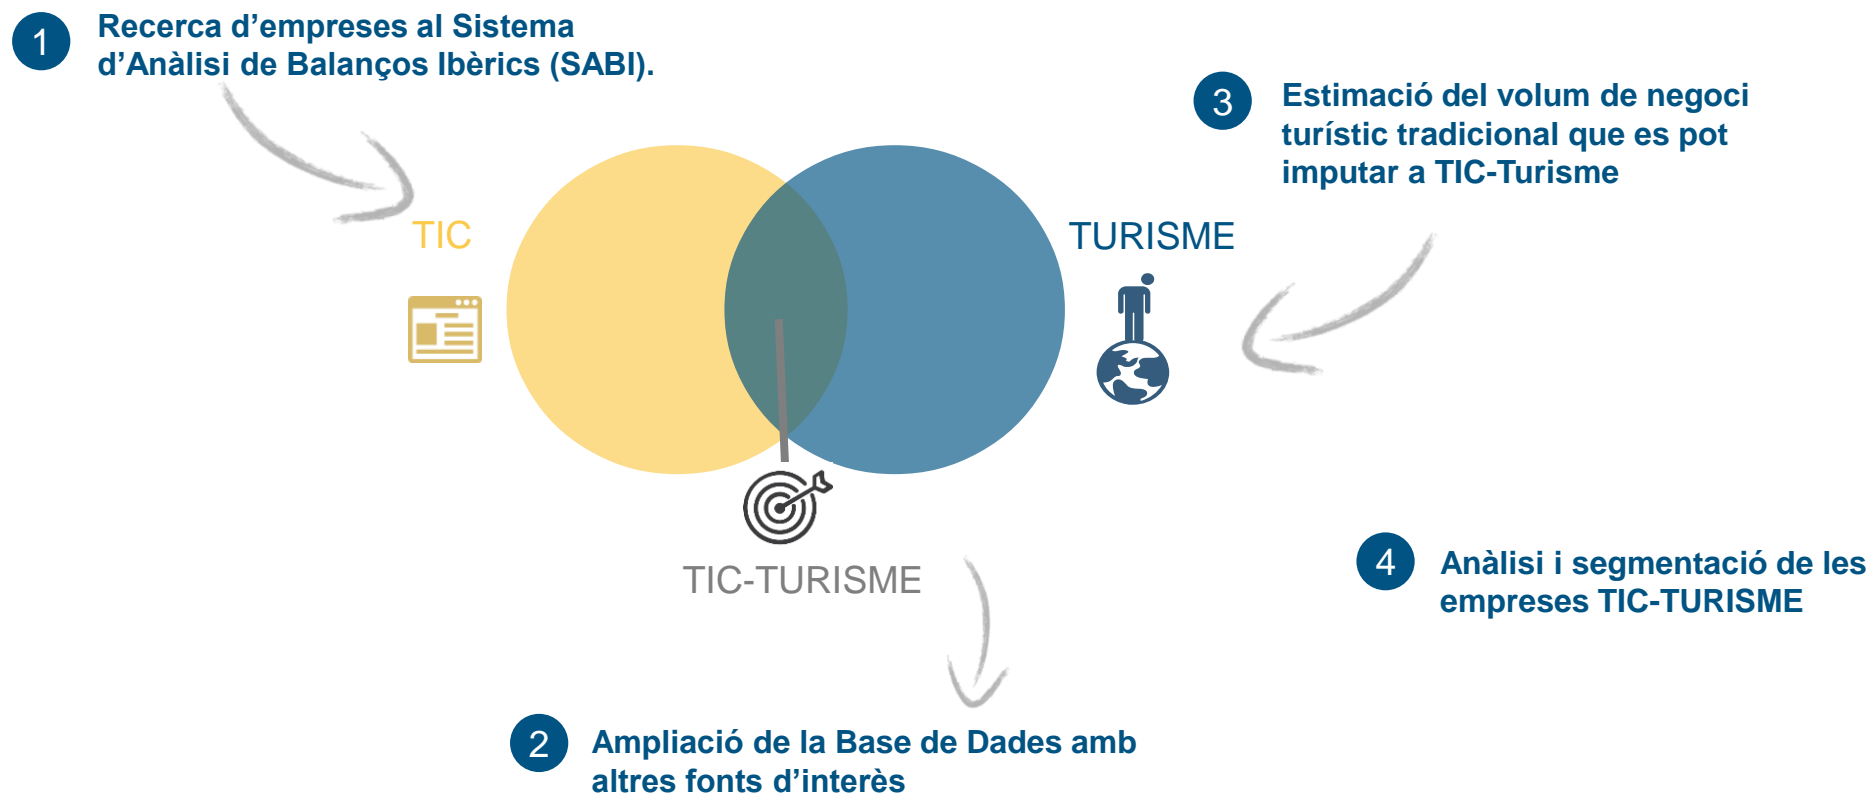 1
Recerca d’empreses al Sistema
d’Anàlisi de Balanços Ibèrics (SABI).
3
Estimació del volum de negoci
turístic tradicional que es pot
imputar a TIC-Turisme
TIC
TURISME
TIC-TURISME
4
Anàlisi i segmentació de les
empreses TIC-TURISME
2
Ampliació de la Base de Dades amb
altres fonts d’interès